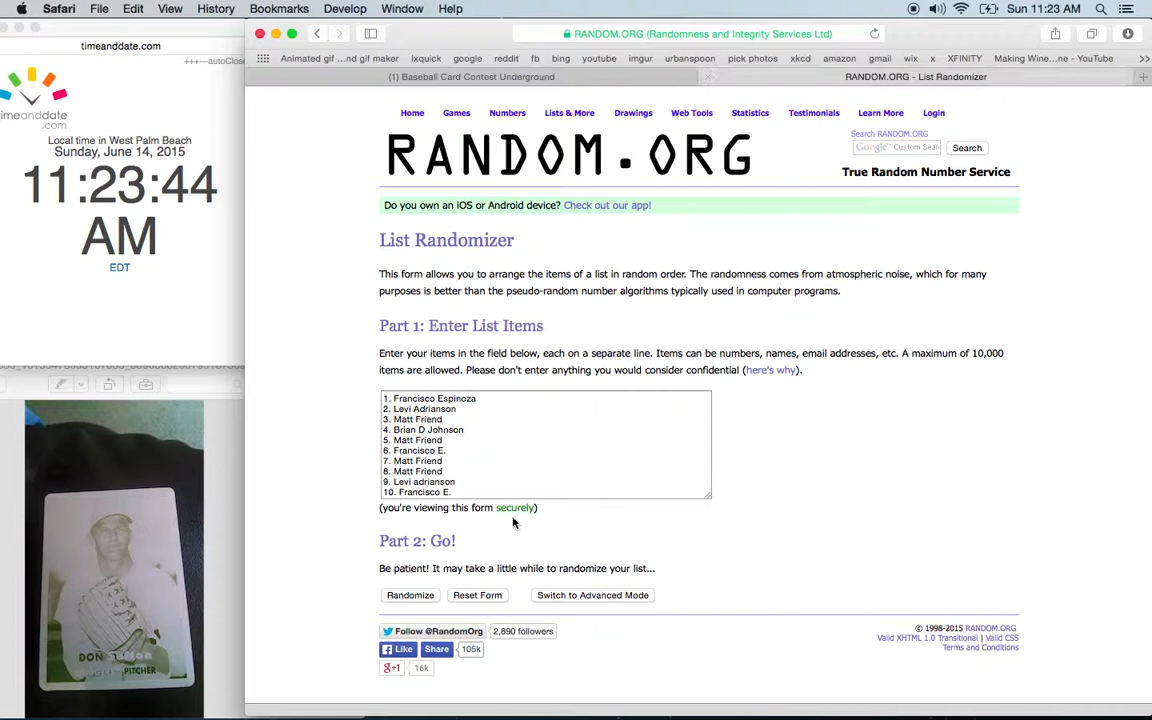 Safari File Edit View History Bookmarks Develop Window Help Sun 11:23 AM
timeanddate.com
RANDOM.ORG (Randomness and Integrity Services Ltd)
+++—autoClose
Animated gif ...nd gif maker lxquick google reddit fb bing youtube imgur urbanspoon pick photos xkcd amazon gmail wix x XFINITY Making Wine...ne - YouTube >>
(1) Baseball Card Contest Underground
RANDOM.ORG - List Randomizer
timeanddate
.com
Local time in West Palm Beach
Sunday, June 14, 2015
11:23:44
AM
EDT
Home Games Numbers Lists & More Drawings Web Tools Statistics Testimonials Learn More Login
RANDOM.ORG
Search RANDOM.ORG
Google™ Custom Sear
Search
True Random Number Service
Do you own an iOS or Android device? Check out our app!
List Randomizer
This form allows you to arrange the items of a list in random order. The randomness comes from atmospheric noise, which for many
purposes is better than the pseudo-random number algorithms typically used in computer programs.
Part 1: Enter List Items
Enter your items in the field below, each on a separate line. Items can be numbers, names, email addresses, etc. A maximum of 10,000
items are allowed. Please don't enter anything you would consider confidential (here's why).
1. Francisco Espinoza
2. Levi Adrianson
3. Matt Friend
4. Brian D Johnson
5. Matt Friend
6. Francisco E.
7. Matt Friend
8. Matt Friend
9. Levi adrianson
10. Francisco E.
(you're viewing this form securely)
Part 2: Go!
Be patient! It may take a little while to randomize your list...
Randomize Reset Form Switch to Advanced Mode
Follow @RandomOrg 2,890 followers
Like Share 105k
g+1 16k
© 1998-2015 RANDOM.ORG
Valid XHTML 1.0 Transitional | Valid CSS
Terms and Conditions
DON
PITCHER